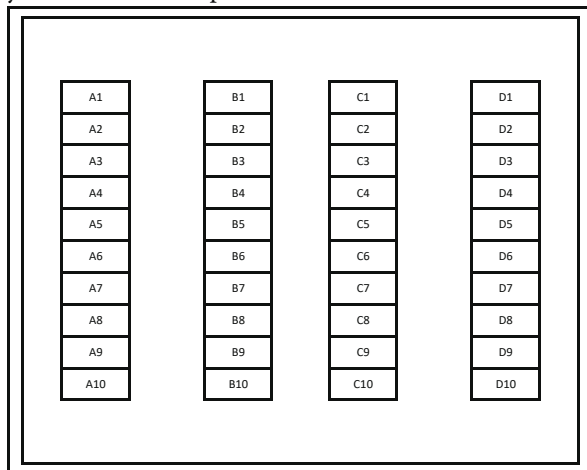 A1 B1 C1 D1
A2 B2 C2 D2
A3 B3 C3 D3
A4 B4 C4 D4
A5 B5 C5 D5
A6 B6 C6 D6
A7 B7 C7 D7
A8 B8 C8 D8
A9 B9 C9 D9
A10 B10 C10 D10